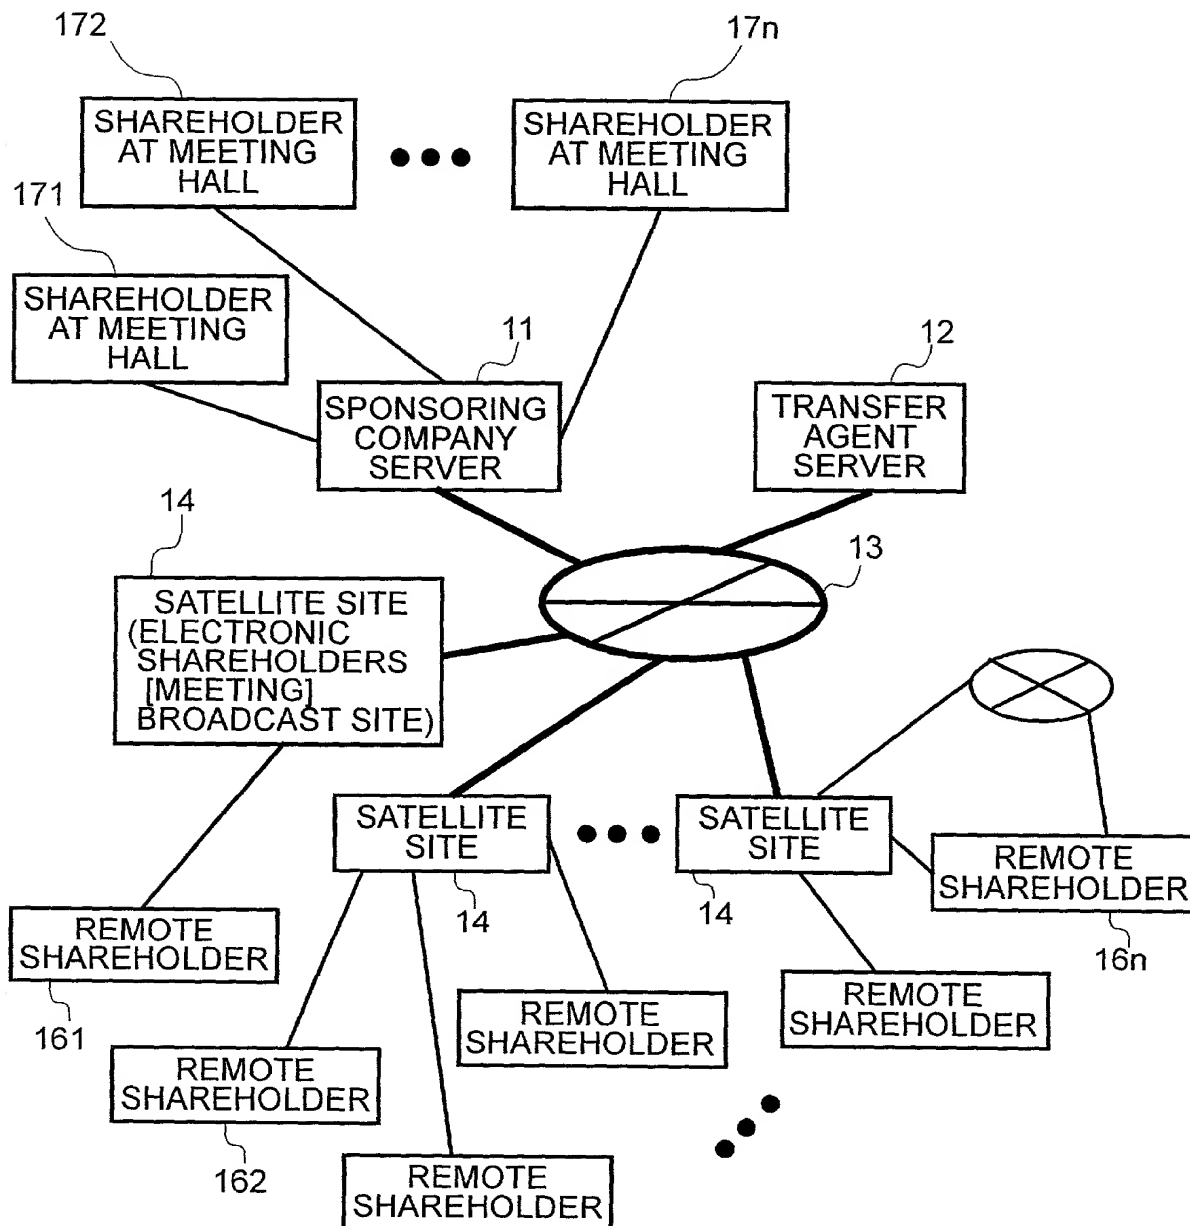 172
17n
SHAREHOLDER
AT MEETING
HALL
SHAREHOLDER
AT MEETING
HALL
171
SHAREHOLDER
AT MEETING
HALL
11
12
SPONSORING
COMPANY
SERVER
TRANSFER
AGENT
SERVER
14
13
SATELLITE SITE
(ELECTRONIC
SHAREHOLDERS
[MEETING]
BROADCAST SITE)
SATELLITE
SITE
SATELLITE
SITE
REMOTE
SHAREHOLDER
14
14
16n
REMOTE
SHAREHOLDER
161
REMOTE
SHAREHOLDER
REMOTE
SHAREHOLDER
REMOTE
SHAREHOLDER
162
REMOTE
SHAREHOLDER